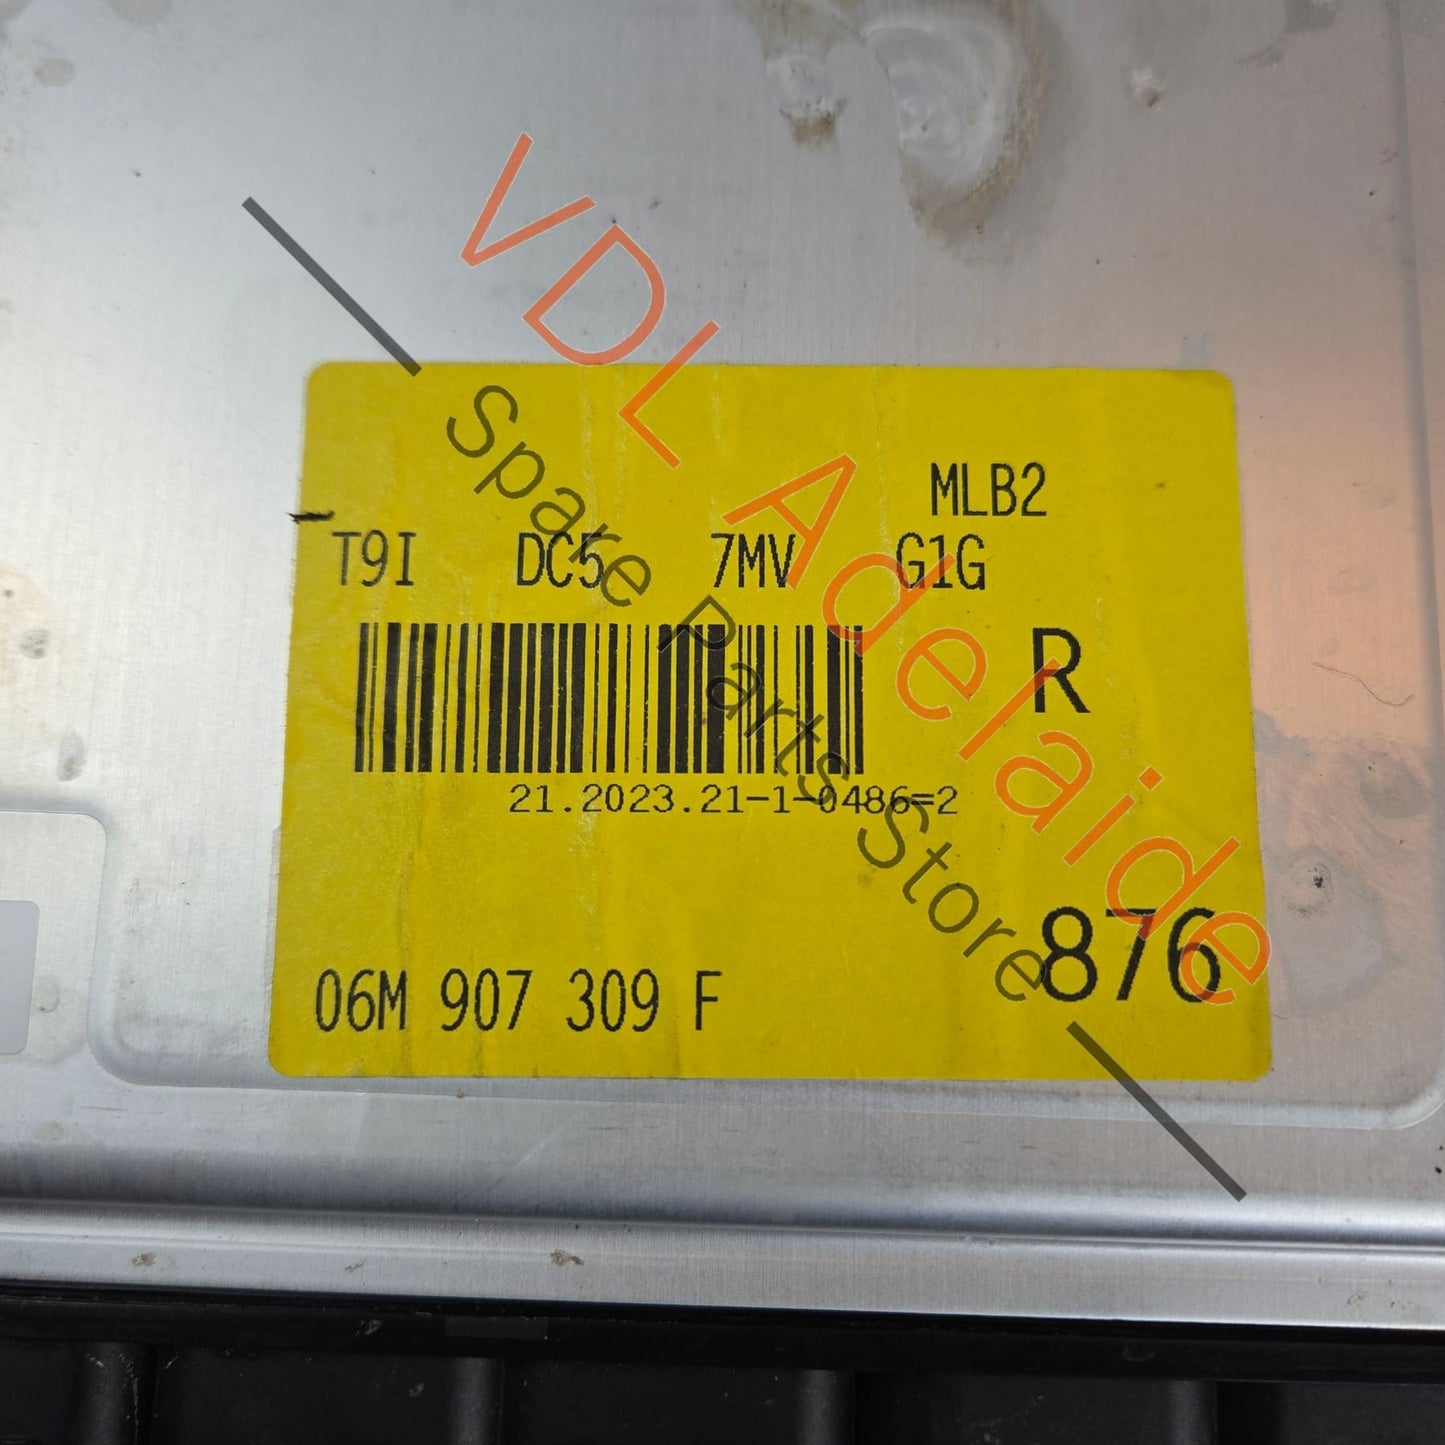 VDL Adelaide
Spare Parts Store
MLB2
T9I DC5 7MV G1G
R
21.2023.21-1-0486=2
876
06M 907 309 F